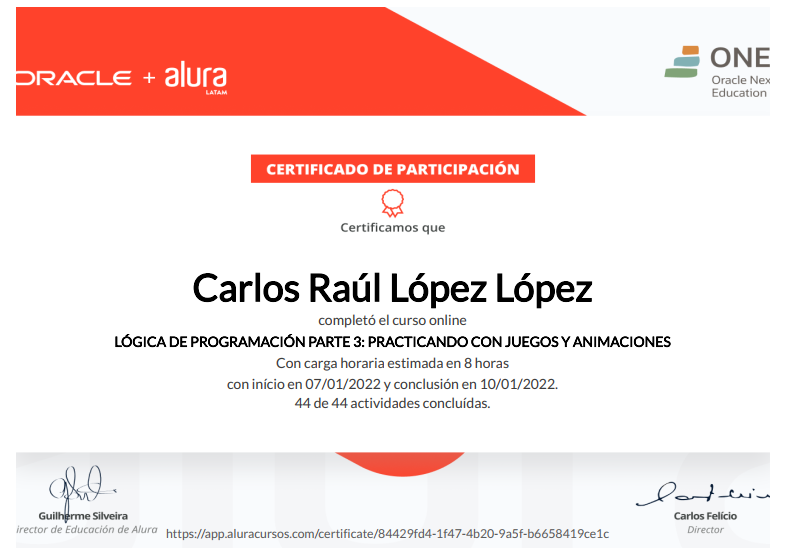 ORACLE + alura
LATAM
ONE
Oracle Nex
Education
CERTIFICADO DE PARTICIPACIÓN
Certificamos que
Carlos Raúl López López
completó el curso online
LÓGICA DE PROGRAMACIÓN PARTE 3: PRACTICANDO CON JUEGOS Y ANIMACIONES
Con carga horaria estimada en 8 horas
con início en 07/01/2022 y conclusión en 10/01/2022.
44 de 44 actividades concluídas.
Guilherme Silveira
irector de Educación de Alura
https://app.aluracursos.com/certificate/84429fd4-1f47-4b20-9a5f-b6658419ce1c
Carlos Felício
Director